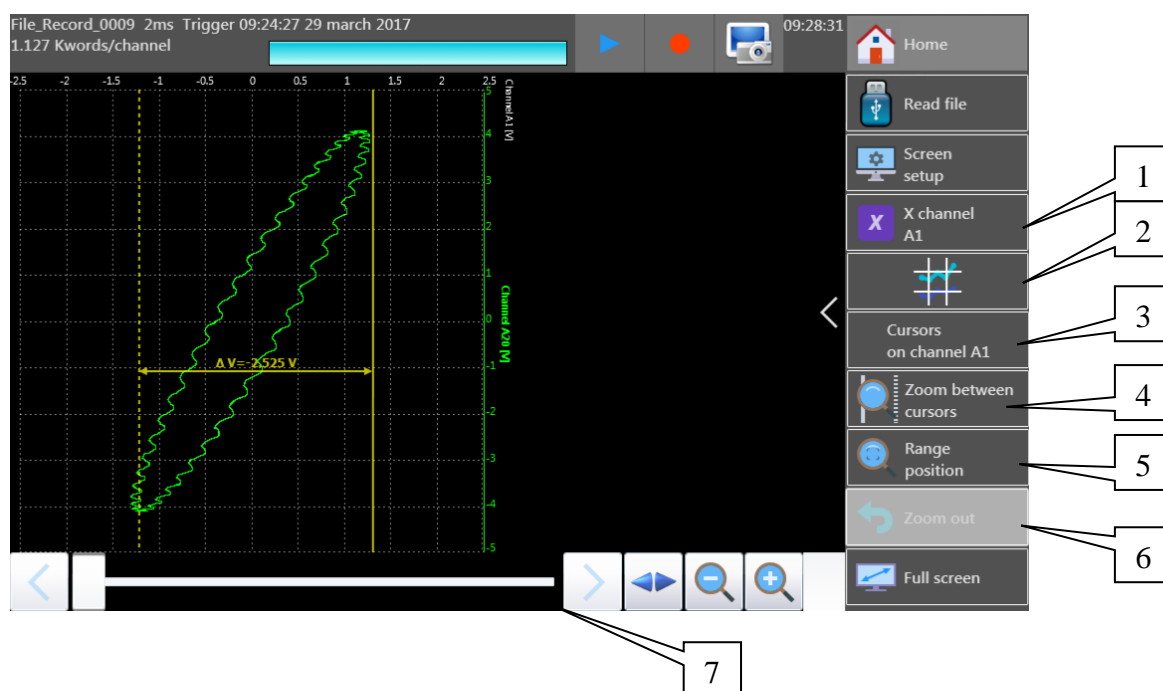 File_Record_0009 2ms Trigger 09:24:27 29 march 2017
1.127 Kwords/channel
09:28:31
Home
Read file
Screen
setup
X
X channel
A1
Cursors
on channel A1
Zoom between
cursors
Range
position
Zoom out
Full screen
-2.5 -2 -1.5 -1 -0.5 0 0.5 1 1.5 2 2.5
Channel A1 [V]
5
4
3
2
1
0
-1
-2
-3
-4
-5
Channel A20 [V]
Δ V=-2.525 V
1
2
3
4
5
6
7